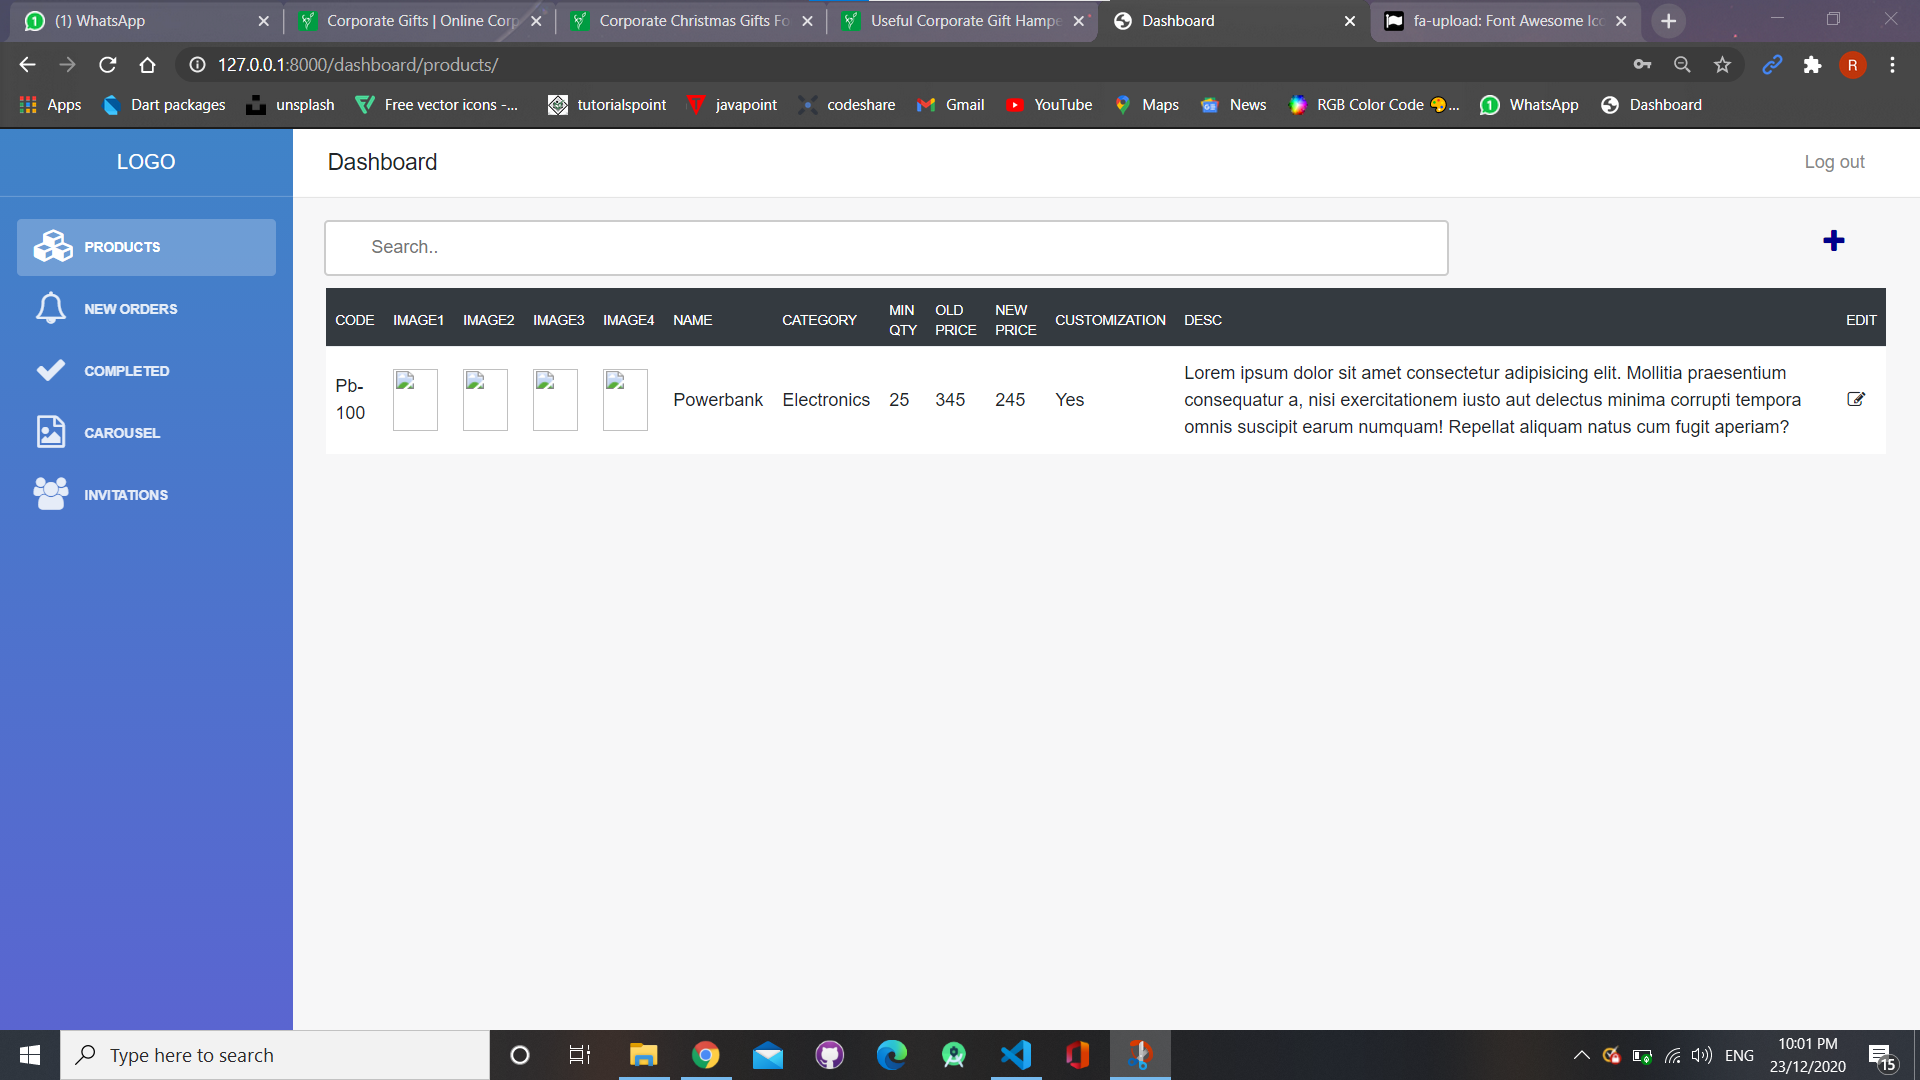 (1) WhatsApp
Corporate Gifts | Online Corp
Corporate Christmas Gifts Fo
Useful Corporate Gift Hampe
Dashboard
fa-upload: Font Awesome Ico
127.0.0.1:8000/dashboard/products/
R
Apps
Dart packages
unsplash
Free vector icons -...
tutorialspoint
javapoint
codeshare
Gmail
YouTube
Maps
News
RGB Color Code 🎨...
WhatsApp
Dashboard
LOGO
Dashboard
Log out
PRODUCTS
NEW ORDERS
COMPLETED
CAROUSEL
INVITATIONS
Search..
CODE IMAGE1 IMAGE2 IMAGE3 IMAGE4 NAME CATEGORY MIN QTY OLD PRICE NEW PRICE CUSTOMIZATION DESC EDIT
Pb-
100
Powerbank
Electronics
25
345
245
Yes
Lorem ipsum dolor sit amet consectetur adipisicing elit. Mollitia praesentium
consequatur a, nisi exercitationem iusto aut delectus minima corrupti tempora
omnis suscipit earum numquam! Repellat aliquam natus cum fugit aperiam?
Type here to search
ENG
10:01 PM
23/12/2020
15